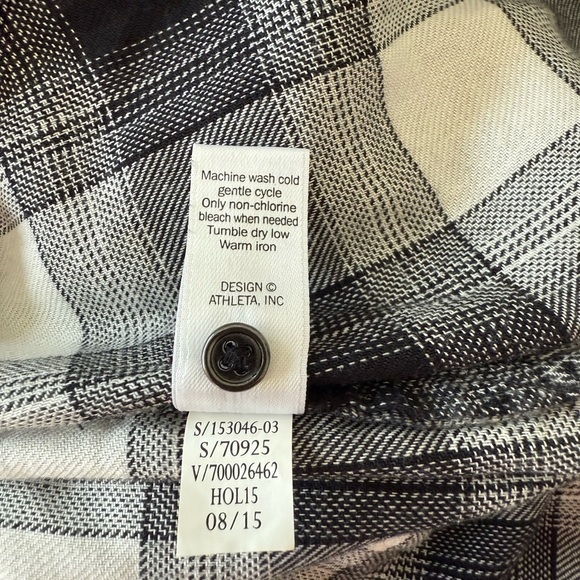 Machine wash cold
gentle cycle
Only non-chlorine
bleach when needed
Tumble dry low
Warm iron
DESIGN ©
ATHLETA, INC
S/153046-03
S/70925
V/700026462
HOL15
08/15